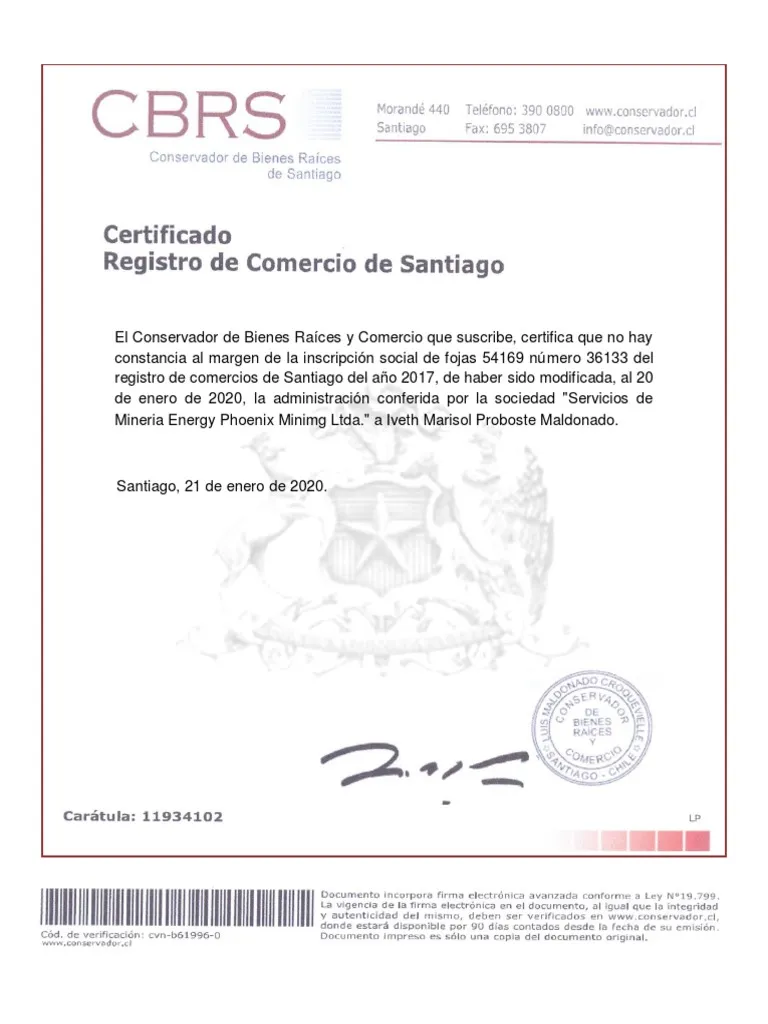 CBRS
Conservador de Bienes Raíces
de Santiago
Morandé 440 Teléfono: 390 0800 www.conservador.cl
Santiago Fax: 695 3807 info@conservador.cl
Certificado
Registro de Comercio de Santiago
El Conservador de Bienes Raíces y Comercio que suscribe, certifica que no hay
constancia al margen de la inscripción social de fojas 54169 número 36133 del
registro de comercios de Santiago del año 2017, de haber sido modificada, al 20
de enero de 2020, la administración conferida por la sociedad "Servicios de
Mineria Energy Phoenix Minimg Ltda." a Iveth Marisol Proboste Maldonado.
Santiago, 21 de enero de 2020.
LUIS MALDONADO CROQUEVIELLE
CONSERVADOR
DE
BIENES
RAICES
Y
COMERCIO
SANTIAGO - CHILE
Carátula: 11934102
LP
Documento incorpora firma electrónica avanzada conforme a Ley Nº19.799.
La vigencia de la firma electrónica en el documento, al igual que la integridad
y autenticidad del mismo, deben ser verificados en www.conservador.cl,
donde estará disponible por 90 días contados desde la fecha de su emisión.
Documento impreso es sólo una copia del documento original.
Cód. de verificación: cvn-b61996-0
www.conservador.cl